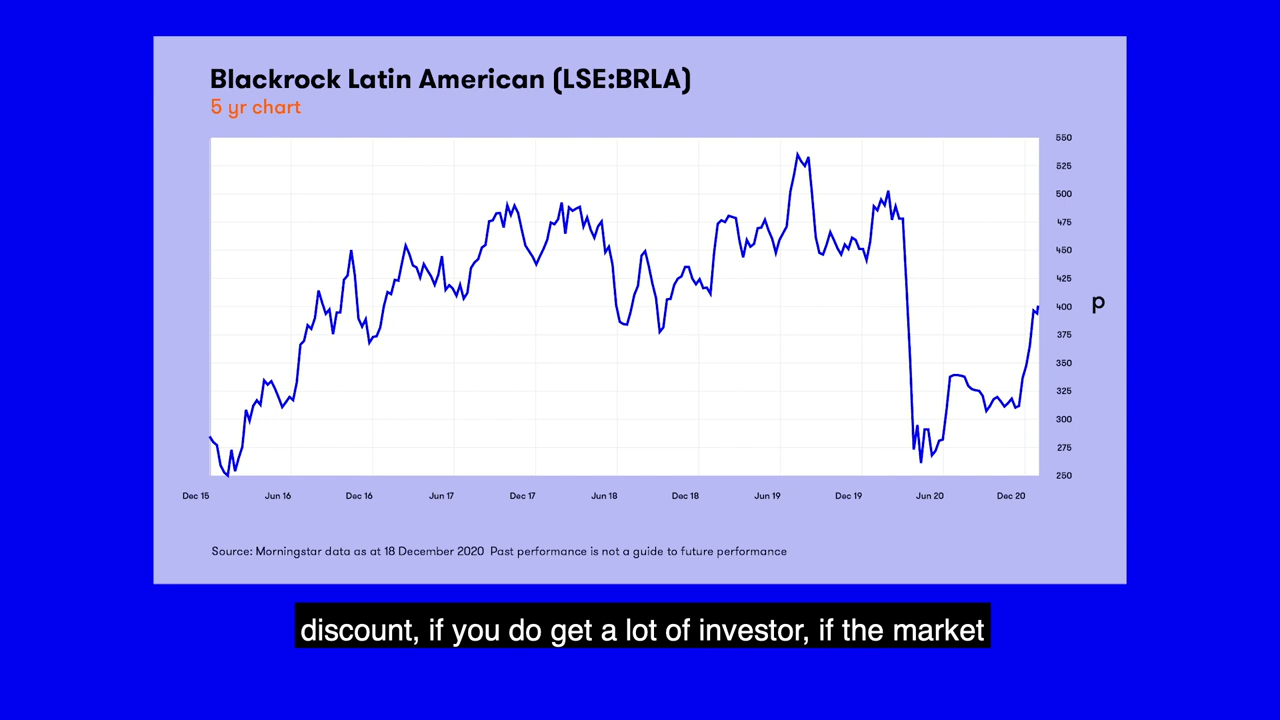 Blackrock Latin American (LSE:BRLA)
5 yr chart
550
525
500
475
450
425
400
p
375
350
325
300
275
250
Dec 15 Jun 16 Dec 16 Jun 17 Dec 17 Jun 18 Dec 18 Jun 19 Dec 19 Jun 20 Dec 20
Source: Morningstar data as at 18 December 2020 Past performance is not a guide to future performance
discount, if you do get a lot of investor, if the market